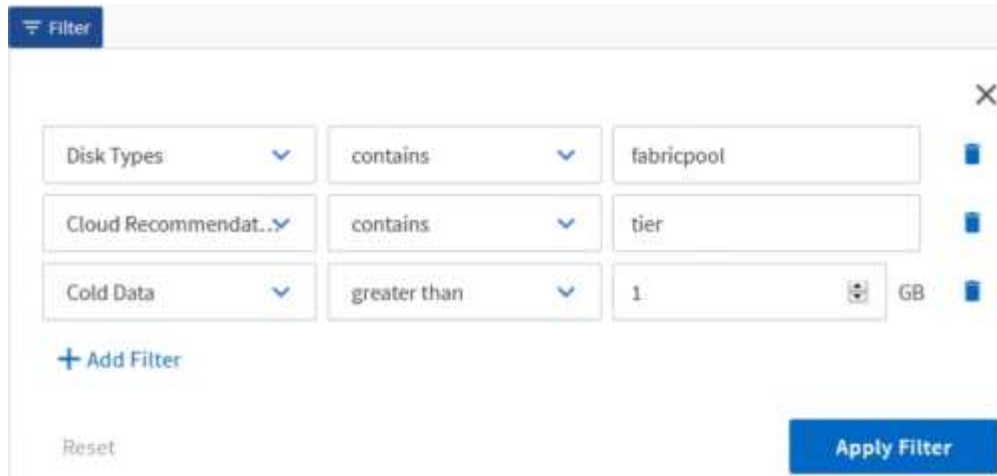 Filter
Disk Types contains fabricpool
Cloud Recommendat... contains tier
Cold Data greater than 1 GB
+ Add Filter
Reset Apply Filter